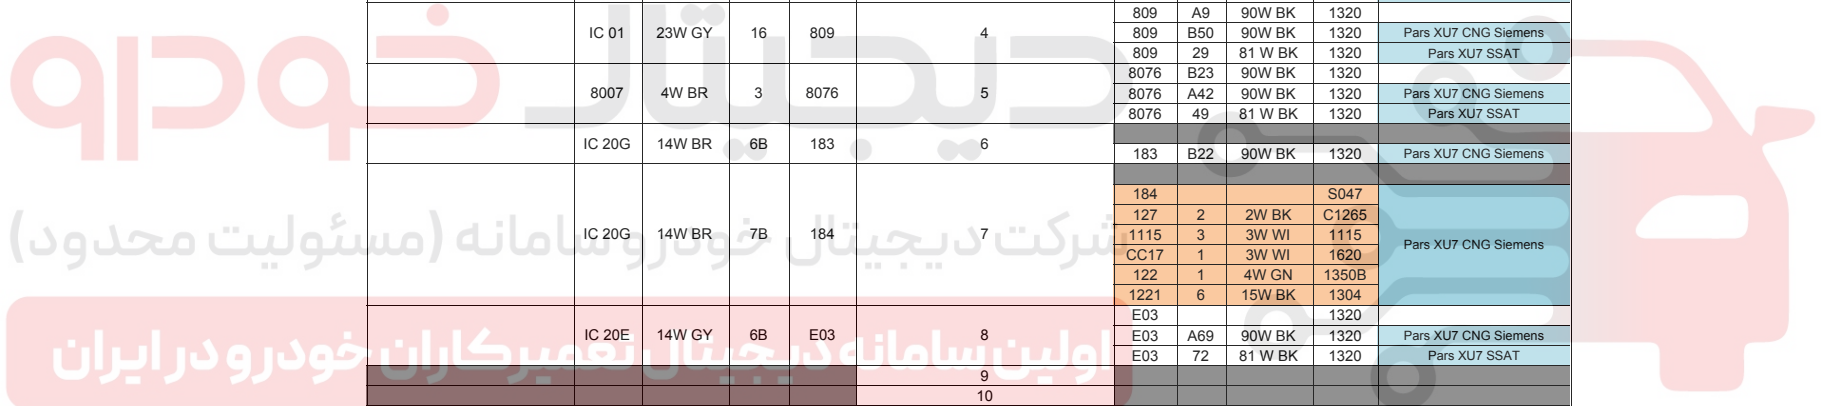 809 A9 90W BK 1320
IC 01 23W GY 16 809 4 809 B50 90W BK 1320 Pars XU7 CNG Siemens
809 29 81 W BK 1320 Pars XU7 SSAT
8076 B23 90W BK 1320
8007 4W BR 3 8076 5 8076 A42 90W BK 1320 Pars XU7 CNG Siemens
8076 49 81 W BK 1320 Pars XU7 SSAT
IC 20G 14W BR 6B 183 6
183 B22 90W BK 1320 Pars XU7 CNG Siemens
184 S047
127 2 2W BK C1265
IC 20G 14W BR 7B 184 7 1115 3 3W WI 1115 Pars XU7 CNG Siemens
CC17 1 3W WI 1620
122 1 4W GN 1350B
1221 6 15W BK 1304
E03 1320
IC 20E 14W GY 6B E03 8 E03 A69 90W BK 1320 Pars XU7 CNG Siemens
E03 72 81 W BK 1320 Pars XU7 SSAT
9
10
دیجیتال خودرو
شرکت دیجیتال خودرو سامانه (مسئولیت محدود)
اولین سامانه دیجیتال تعمیرکاران خودرو در ایران